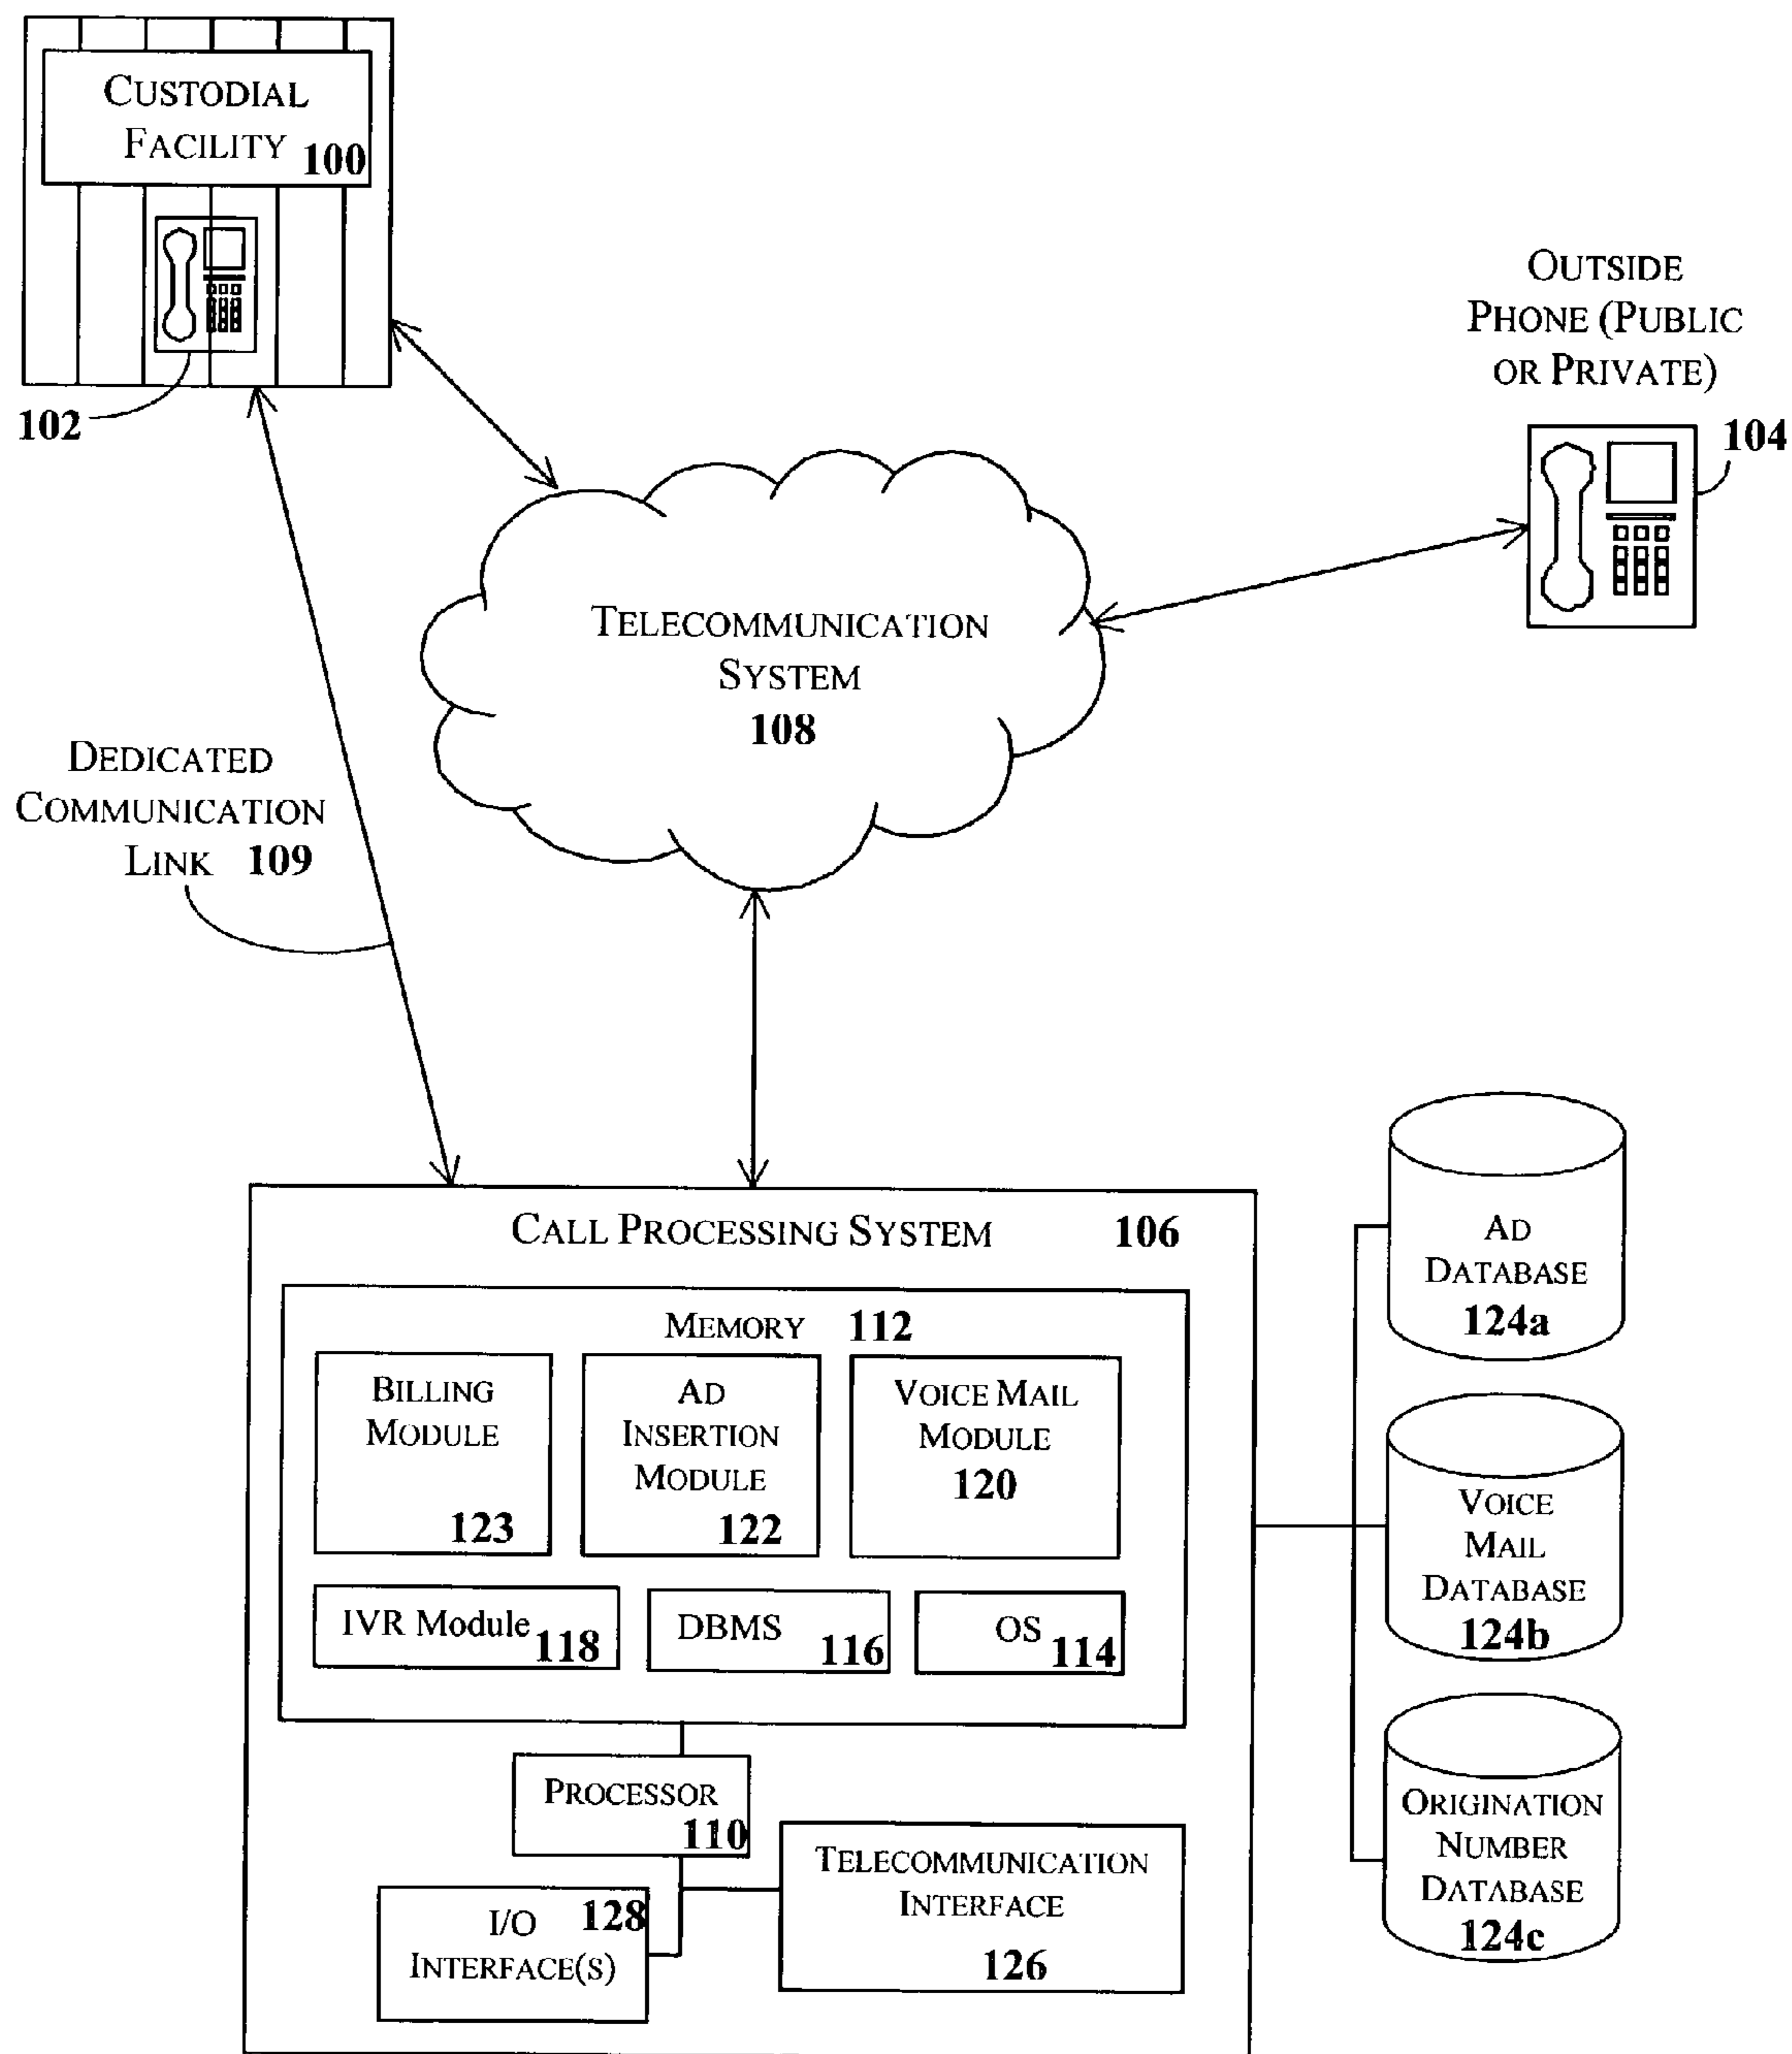 CUSTODIAL
FACILITY 100
102
OUTSIDE
PHONE (PUBLIC
OR PRIVATE)
104
TELECOMMUNICATION
SYSTEM
108
DEDICATED
COMMUNICATION
LINK 109
CALL PROCESSING SYSTEM 106
MEMORY 112
BILLING
MODULE
123
AD
INSERTION
MODULE
122
VOICE MAIL
MODULE
120
IVR Module 118
DBMS 116
OS 114
PROCESSOR
110
TELECOMMUNICATION
INTERFACE
126
I/O 128
INTERFACE(S)
AD
DATABASE
124a
VOICE
MAIL
DATABASE
124b
ORIGINATION
NUMBER
DATABASE
124c